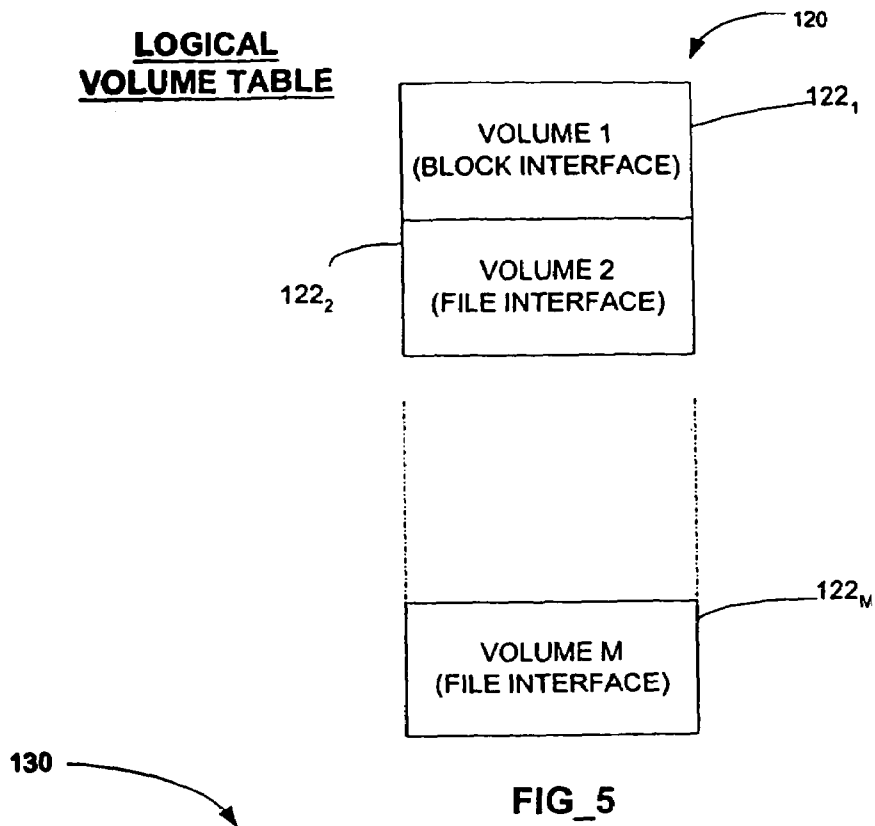 LOGICAL
VOLUME TABLE
120
VOLUME 1
(BLOCK INTERFACE)
122₁
VOLUME 2
(FILE INTERFACE)
122₂
VOLUME M
(FILE INTERFACE)
122M
130
FIG_5